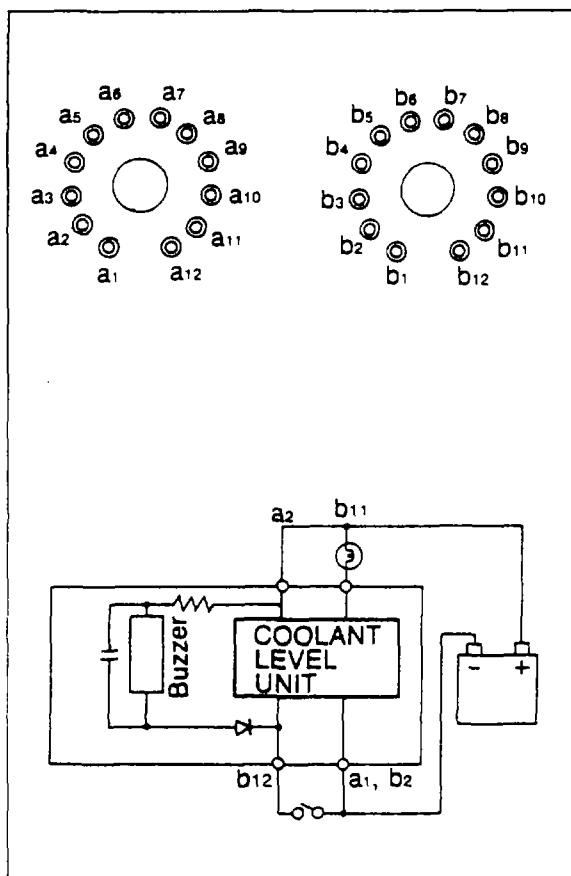 a6 a7 b6 b7
a5 a8 b5 b8
a4 a9 b4 b9
a3 a10 b3 b10
a2 a11 b2 b11
a1 a12 b1 b12
a2 b11
3
Buzzer
COOLANT
LEVEL
UNIT
- +
b12 a1, b2